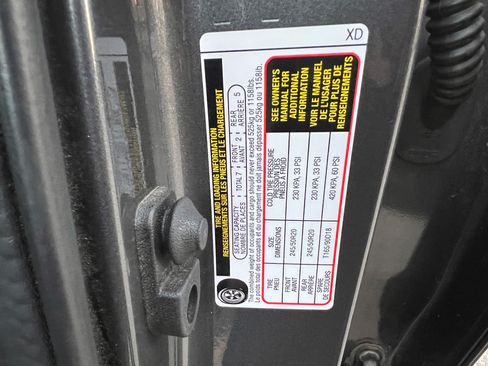 XD
TIRE AND LOADING INFORMATION
RENSEIGNEMENTS SUR LES PNEUS ET LE CHARGEMENT
SEATING CAPACITY
NOMBRE DE PLACES
TOTAL 7
FRONT 2
AVANT
REAR 5
ARRIÈRE
The combined weight of occupants and cargo should never exceed 525kg or 1158lbs.
Le poids total des occupants et du chargement ne doit jamais dépasser 525kg ou 1158lb.
TIRE
PNEU
SIZE
DIMENSIONS
COLD TIRE PRESSURE
PRESSION DES
PNEUS A FROID
FRONT
AVANT
245/50R20
230 KPA, 33 PSI
REAR
ARRIÈRE
245/50R20
230 KPA, 33 PSI
SPARE
DE SECOURS
T165/90D18
420 KPA, 60 PSI
SEE OWNER'S
MANUAL FOR
ADDITIONAL
INFORMATION
VOIR LE MANUEL
DE L'USAGER
POUR PLUS DE
RENSEIGNEMENTS